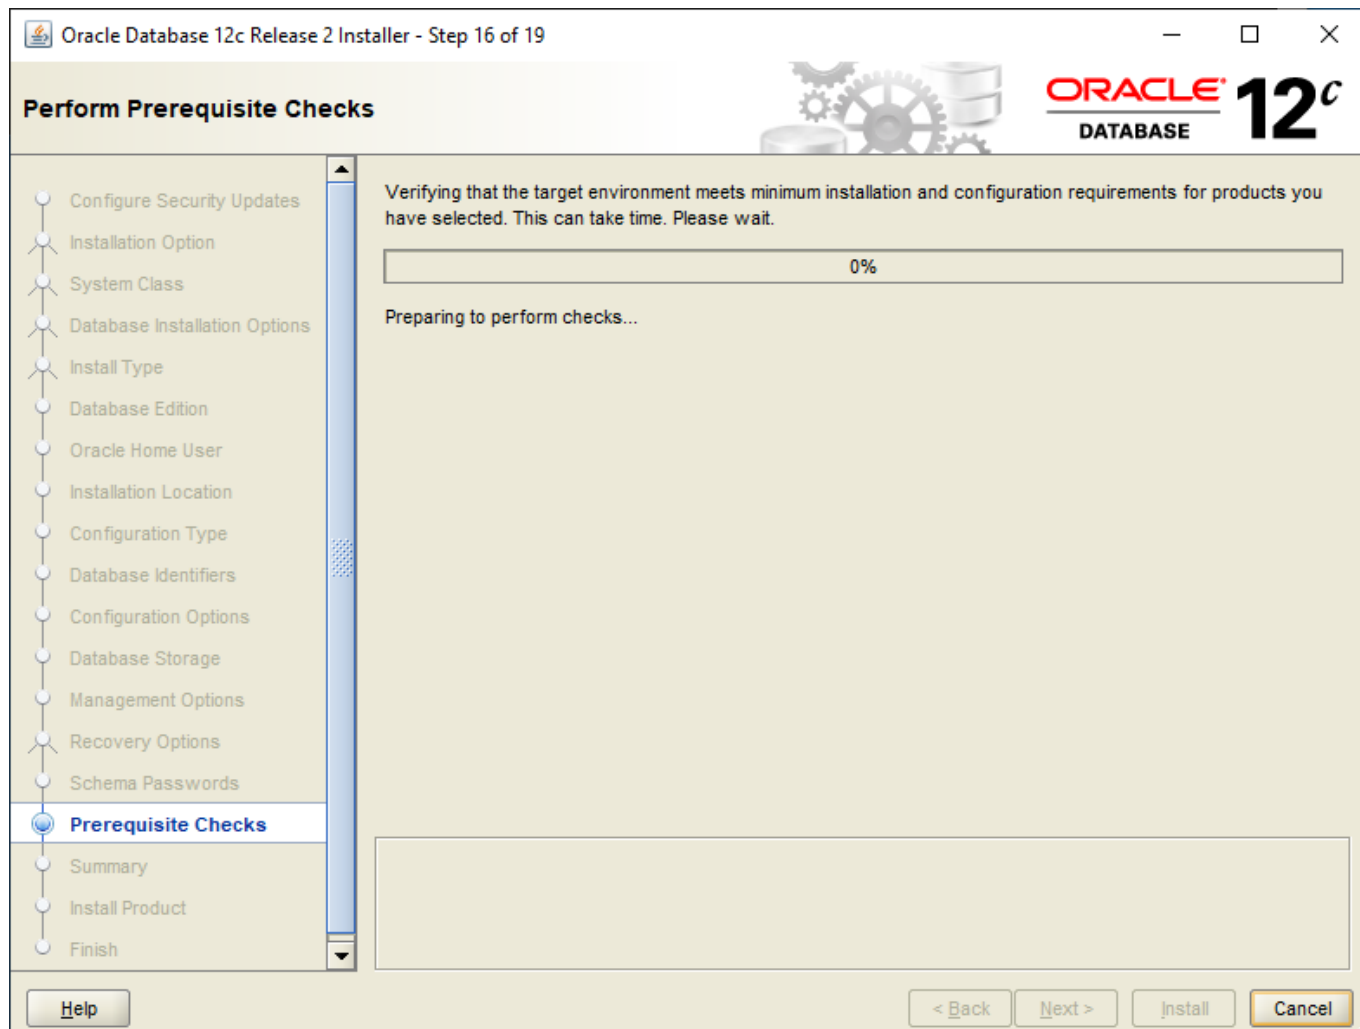 Oracle Database 12c Release 2 Installer - Step 16 of 19
Perform Prerequisite Checks
ORACLE
DATABASE
12c
Configure Security Updates
Installation Option
System Class
Database Installation Options
Install Type
Database Edition
Oracle Home User
Installation Location
Configuration Type
Database Identifiers
Configuration Options
Database Storage
Management Options
Recovery Options
Schema Passwords
Prerequisite Checks
Summary
Install Product
Finish
Verifying that the target environment meets minimum installation and configuration requirements for products you
have selected. This can take time. Please wait.
0%
Preparing to perform checks...
Help
< Back
Next >
Install
Cancel